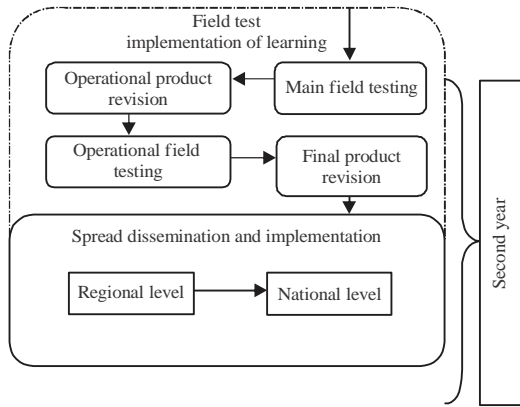 Field test
implementation of learning
Operational product
revision
Main field testing
Operational field
testing
Final product
revision
Spread dissemination and implementation
Regional level
National level
Second year